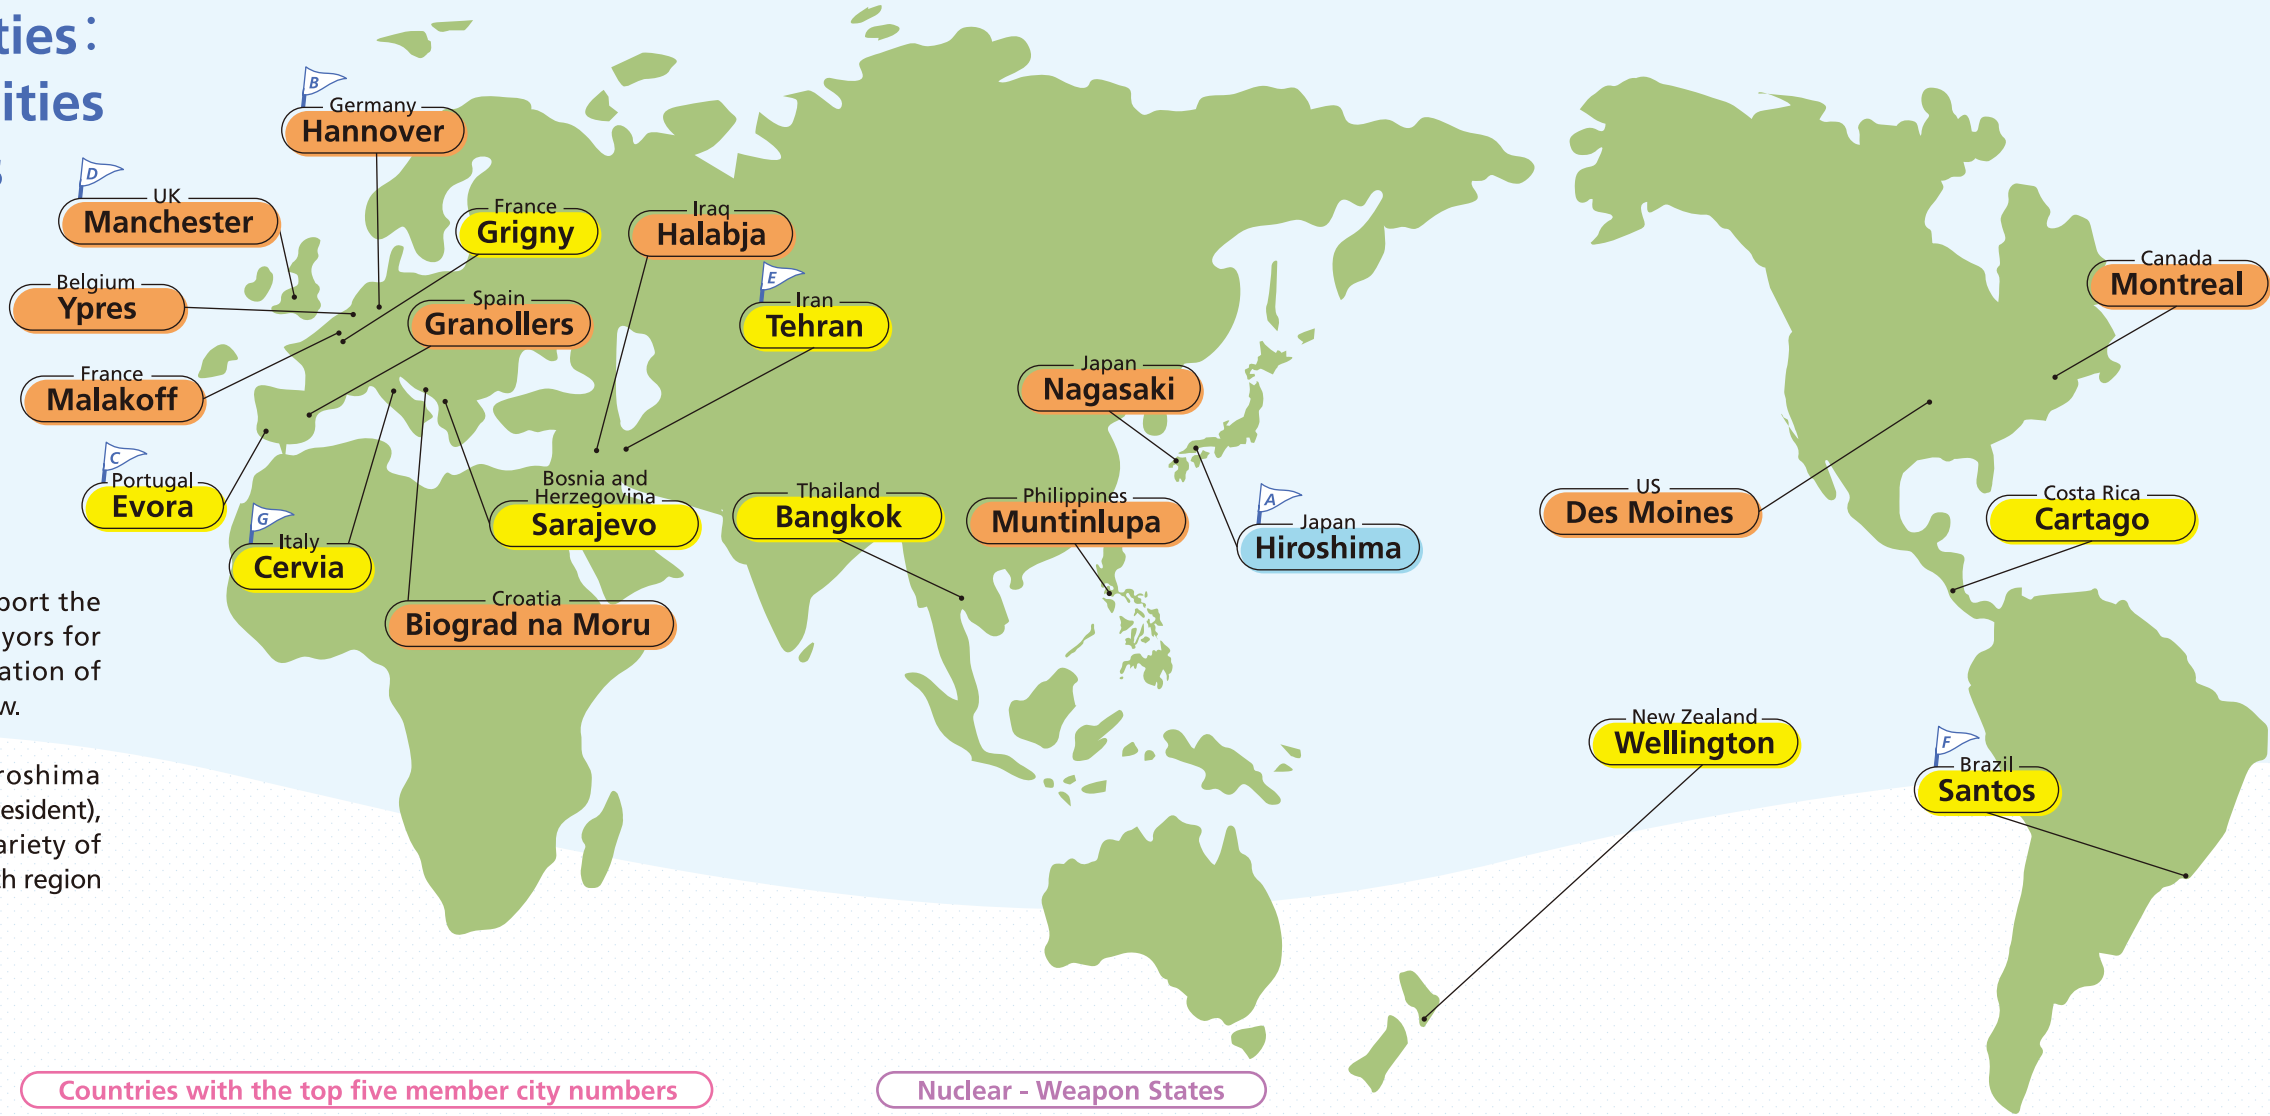 ties:
ities
s
B
Germany
Hannover
D
UK
Manchester
France
Grigny
Iraq
Halabja
E
Iran
Tehran
Belgium
Ypres
Spain
Granollers
Canada
Montreal
France
Malakoff
Japan
Nagasaki
C
Portugal
Evora
G
Italy
Cervia
Bosnia and
Herzegovina
Sarajevo
Thailand
Bangkok
Philippines
Muntinlupa
A
Japan
Hiroshima
US
Des Moines
Costa Rica
Cartago
Croatia
Biograd na Moru
port the
yors for
ation of
w.
roshima
resident),
ariety of
h region
New Zealand
Wellington
F
Brazil
Santos
Countries with the top five member city numbers
Nuclear - Weapon States